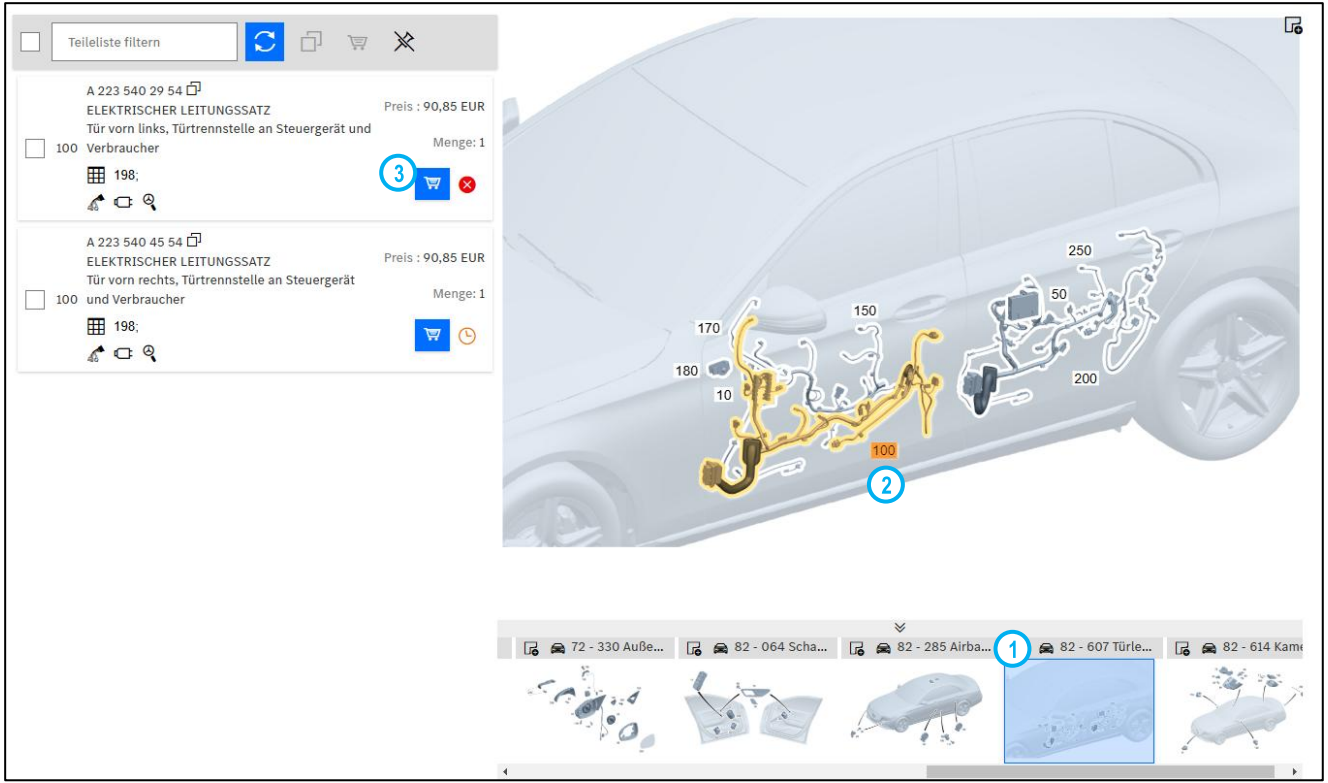 Teileliste filtern
A 223 540 29 54
ELEKTRISCHER LEITUNGSSATZ
Preis : 90,85 EUR
Tür vorn links, Türtrennstelle an Steuergerät und
100 Verbraucher
Menge: 1
198;
3
A 223 540 45 54
ELEKTRISCHER LEITUNGSSATZ
Preis : 90,85 EUR
Tür vorn rechts, Türtrennstelle an Steuergerät
100 und Verbraucher
Menge: 1
198;
250
50
150
170
180
10
200
100
2
1
72 - 330 Auße...
82 - 064 Scha...
82 - 285 Airba...
82 - 607 Türle...
82 - 614 Kame